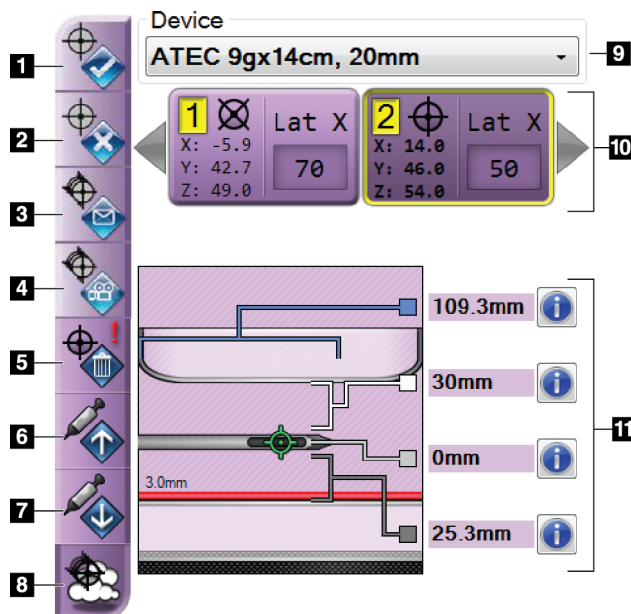 Device
1
ATEC 9gx14cm, 20mm
9
2
1
Lat X
X: -5.9
Y: 42.7
Z: 49.0
70
2
Lat X
X: 14.0
Y: 46.0
Z: 54.0
50
10
3
4
109.3mm
5
!
30mm
6
11
0mm
7
3.0mm
25.3mm
8